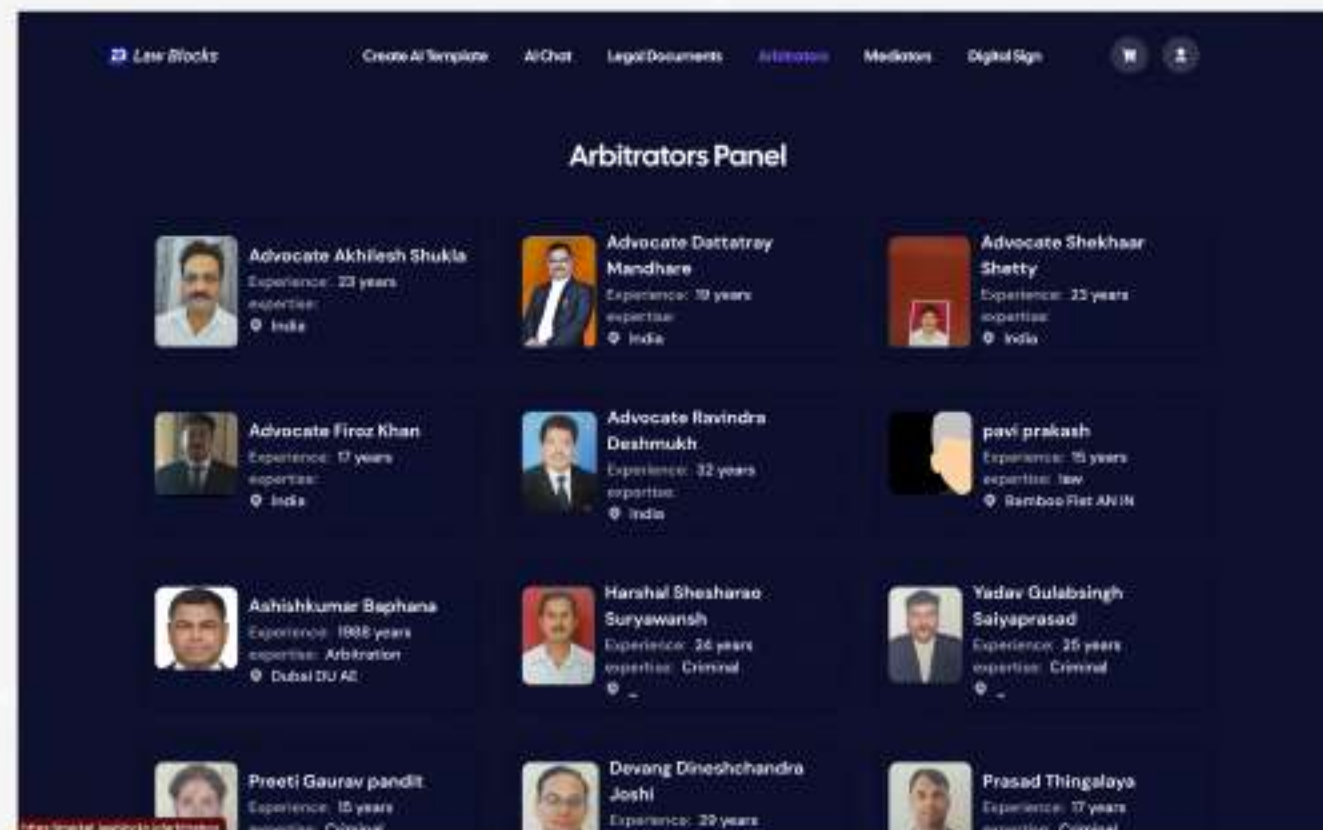 Law Blocks
Create AI Template
AI Chat
Legal Documents
Arbitrators
Mediators
Digital Sign
Arbitrators Panel
Advocate Akhilesh Shukla
Experience: 23 years
expertise:
India
Advocate Dattatray
Mandhare
Experience: 19 years
expertise:
India
Advocate Shekhaar
Shetty
Experience: 23 years
expertise:
India
Advocate Firoz Khan
Experience: 17 years
expertise:
India
Advocate Ravindra
Deshmukh
Experience: 32 years
expertise:
India
pavi prakash
Experience: 15 years
expertise: law
Bamboo Flat AN IN
Ashishkumar Baphana
Experience: 1988 years
expertise: Arbitration
Dubai DU AE
Harshal Shesharao
Suryawansh
Experience: 24 years
expertise: Criminal
_
Yadav Gulabsingh
Saiyaprasad
Experience: 25 years
expertise: Criminal
_
Preeti Gaurav pandit
Experience: 15 years
expertise: Criminal
Devang Dineshchandra
Joshi
Experience: 29 years
Prasad Thingalaya
Experience: 17 years
expertise: Criminal